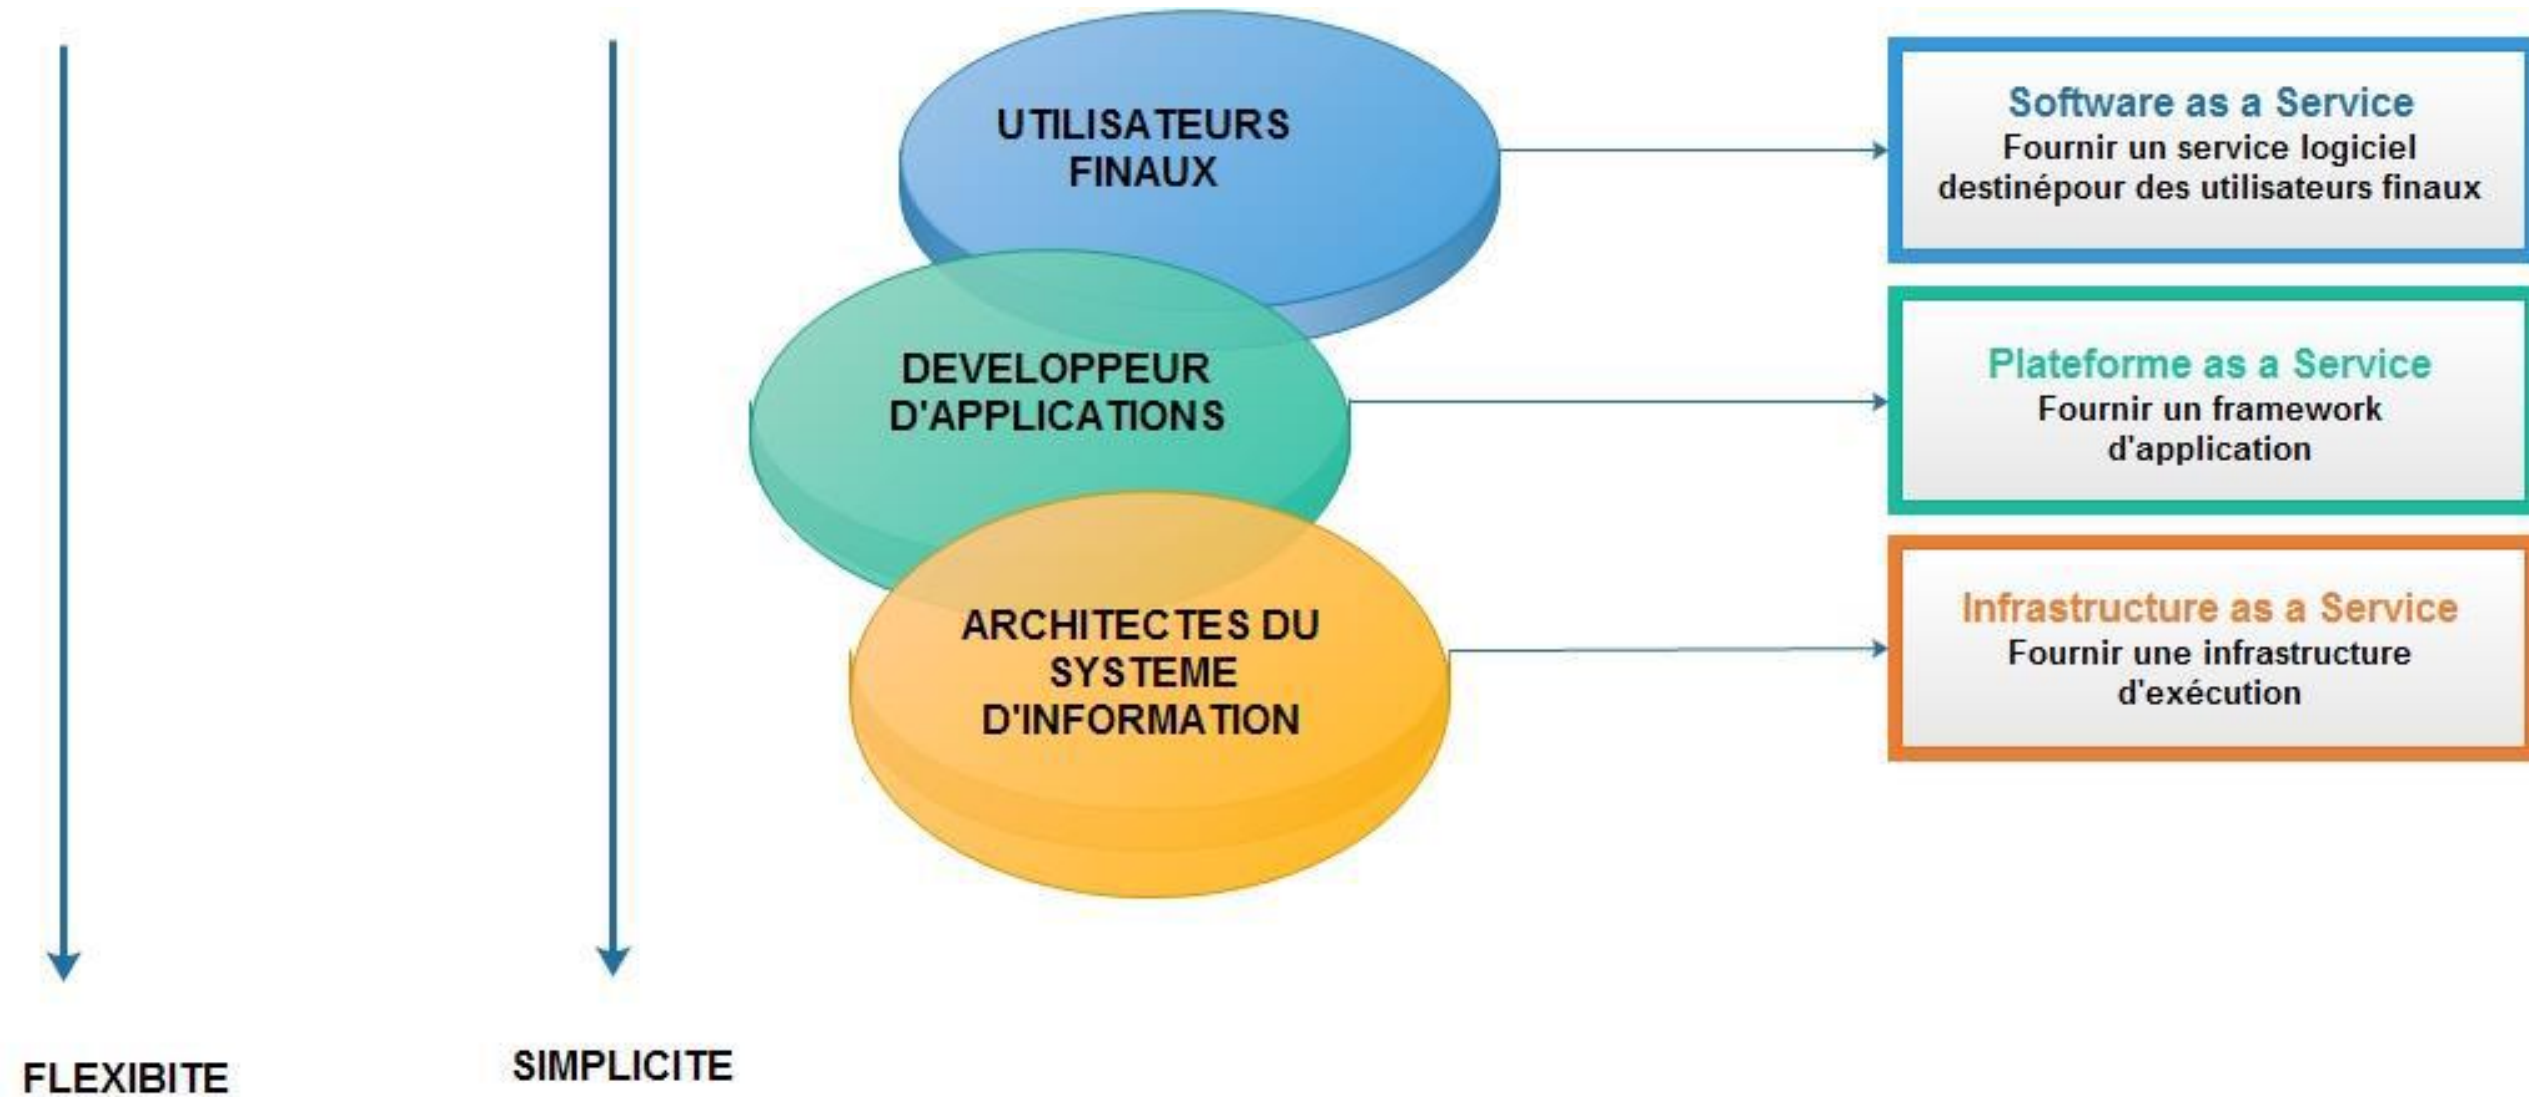 UTILISATEURS
FINAUX
Software as a Service
Fournir un service logiciel
destinépour des utilisateurs finaux
DEVELOPPEUR
D'APPLICATIONS
Plateforme as a Service
Fournir un framework
d'application
ARCHITECTES DU
SYSTEME
D'INFORMATION
Infrastructure as a Service
Fournir une infrastructure
d'exécution
FLEXIBITE
SIMPLICITE